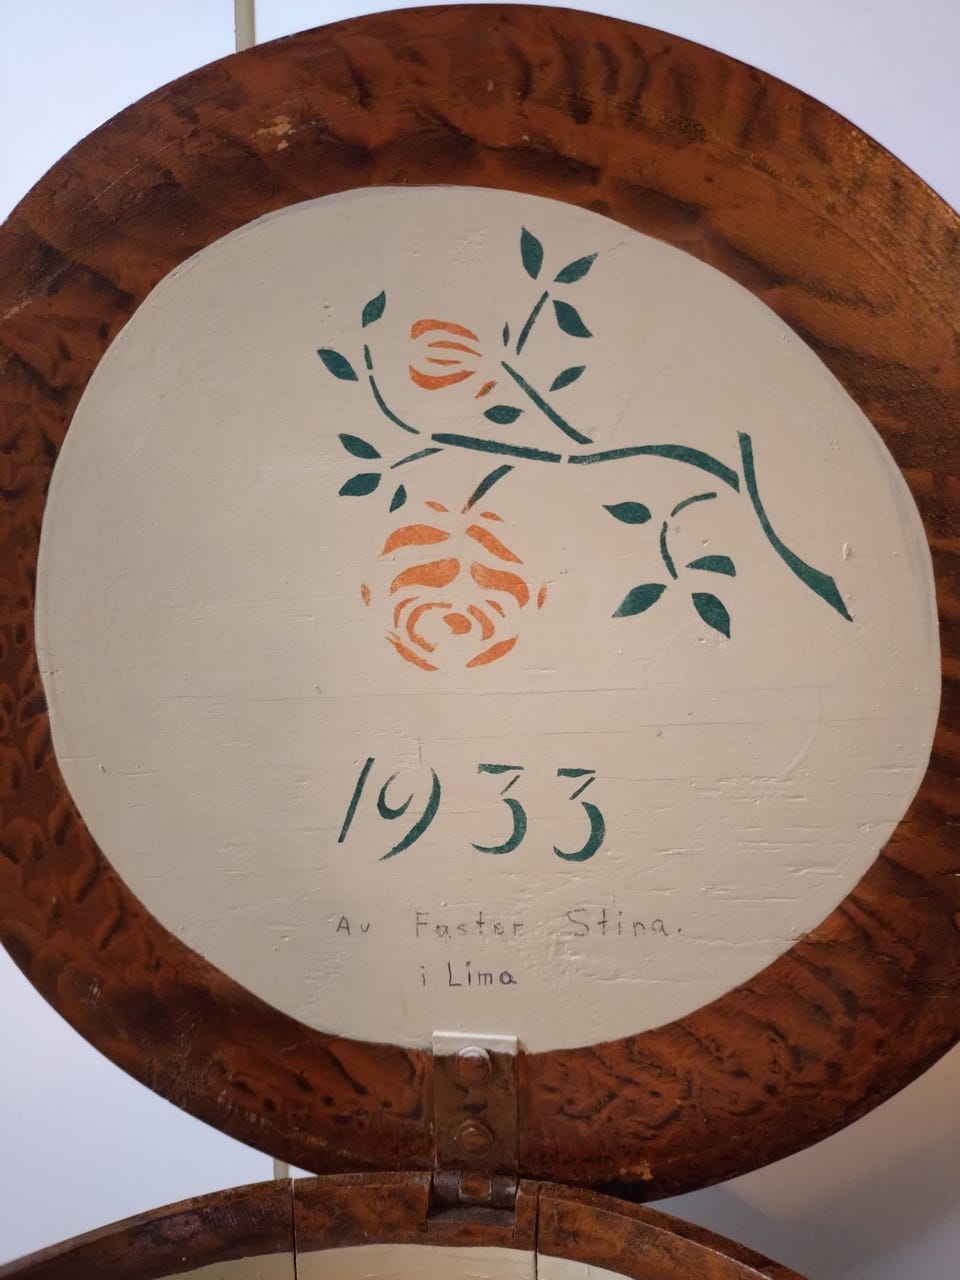 1933
Av Faster Stina.
i Lima